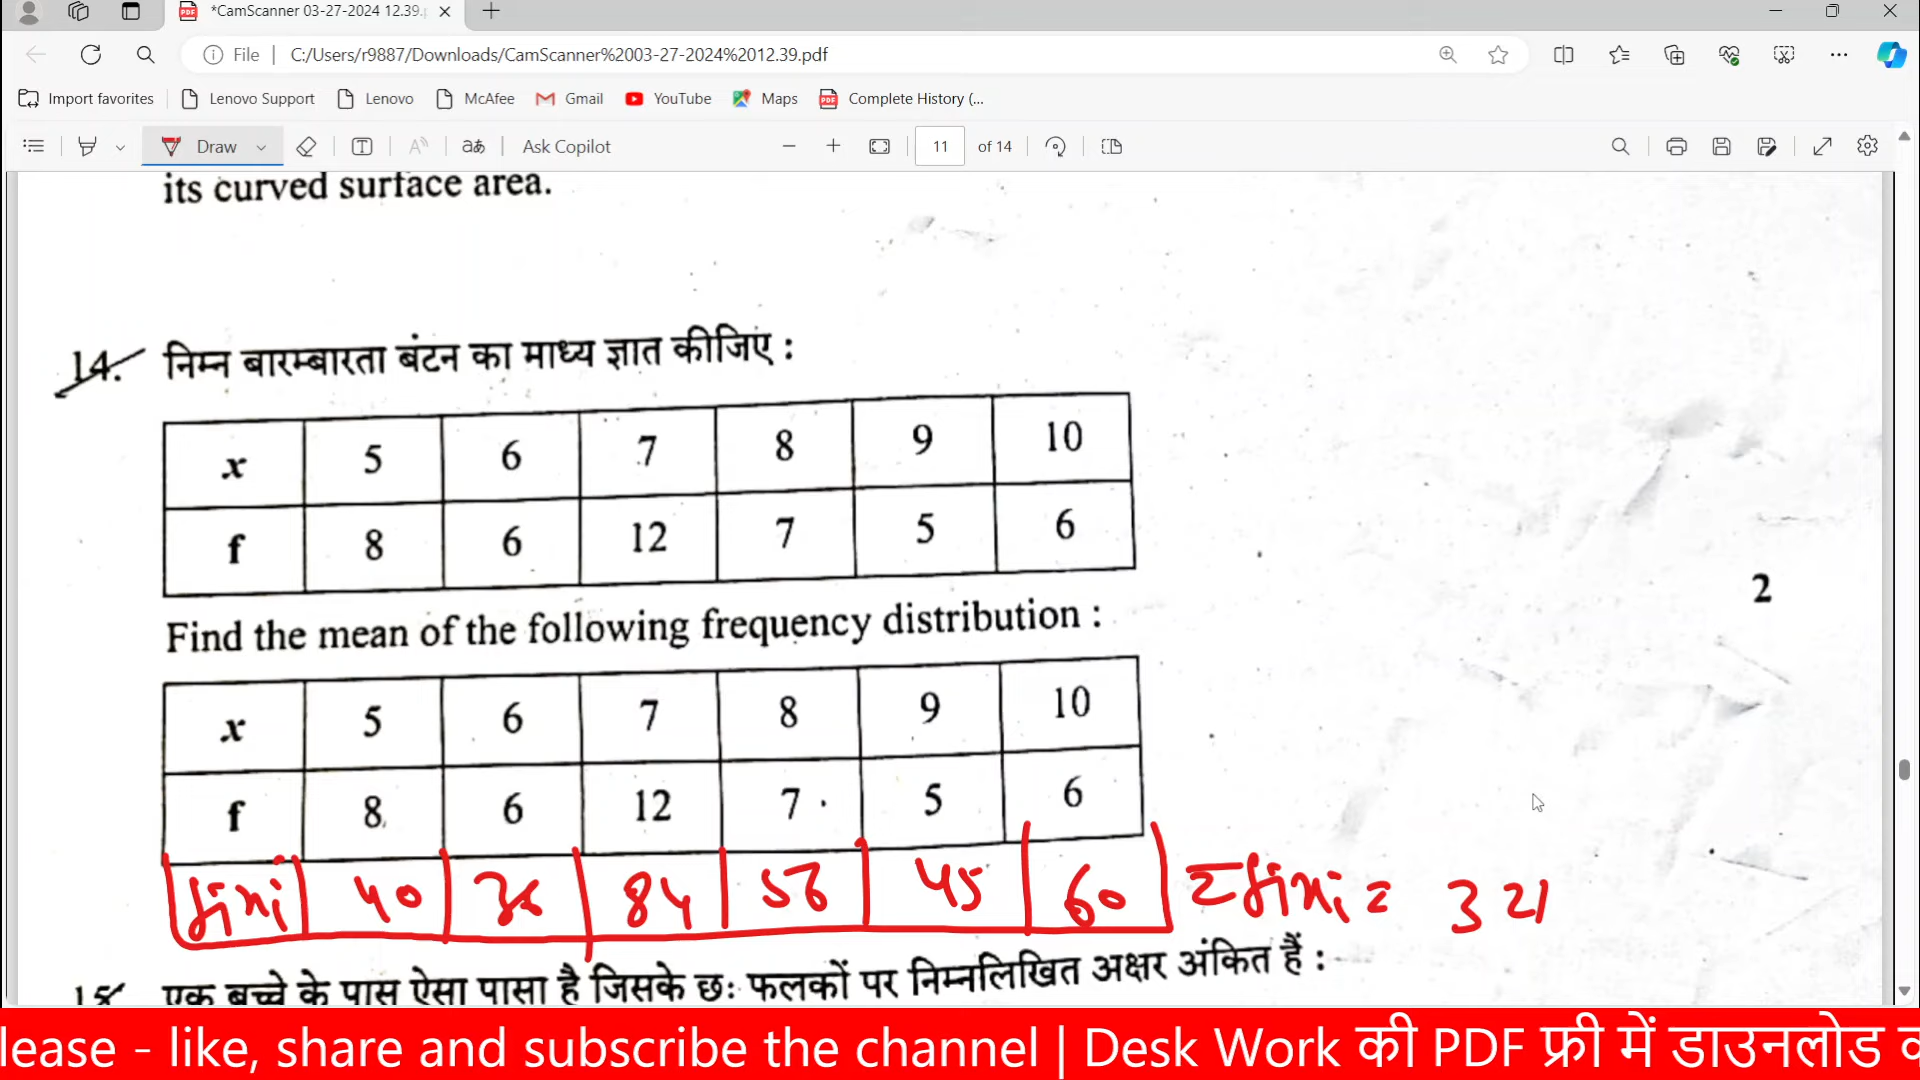 *CamScanner 03-27-2024 12.39.
File C:/Users/r9887/Downloads/CamScanner%2003-27-2024%2012.39.pdf
Import favorites Lenovo Support Lenovo McAfee Gmail YouTube Maps Complete History (...
Draw Ask Copilot 11 of 14
its curved surface area.
14. निम्न बारम्बारता बंटन का माध्य ज्ञात कीजिए :
x 5 6 7 8 9 10
f 8 6 12 7 5 6
2
Find the mean of the following frequency distribution :
x 5 6 7 8 9 10
f 8 6 12 7 5 6
fixi 40 36 84 56 45 60 Σfixi = 321
15. एक बच्चे के पास ऐसा पासा है जिसके छः फलकों पर निम्नलिखित अक्षर अंकित हैं :
lease - like, share and subscribe the channel | Desk Work की PDF फ्री में डाउनलोड